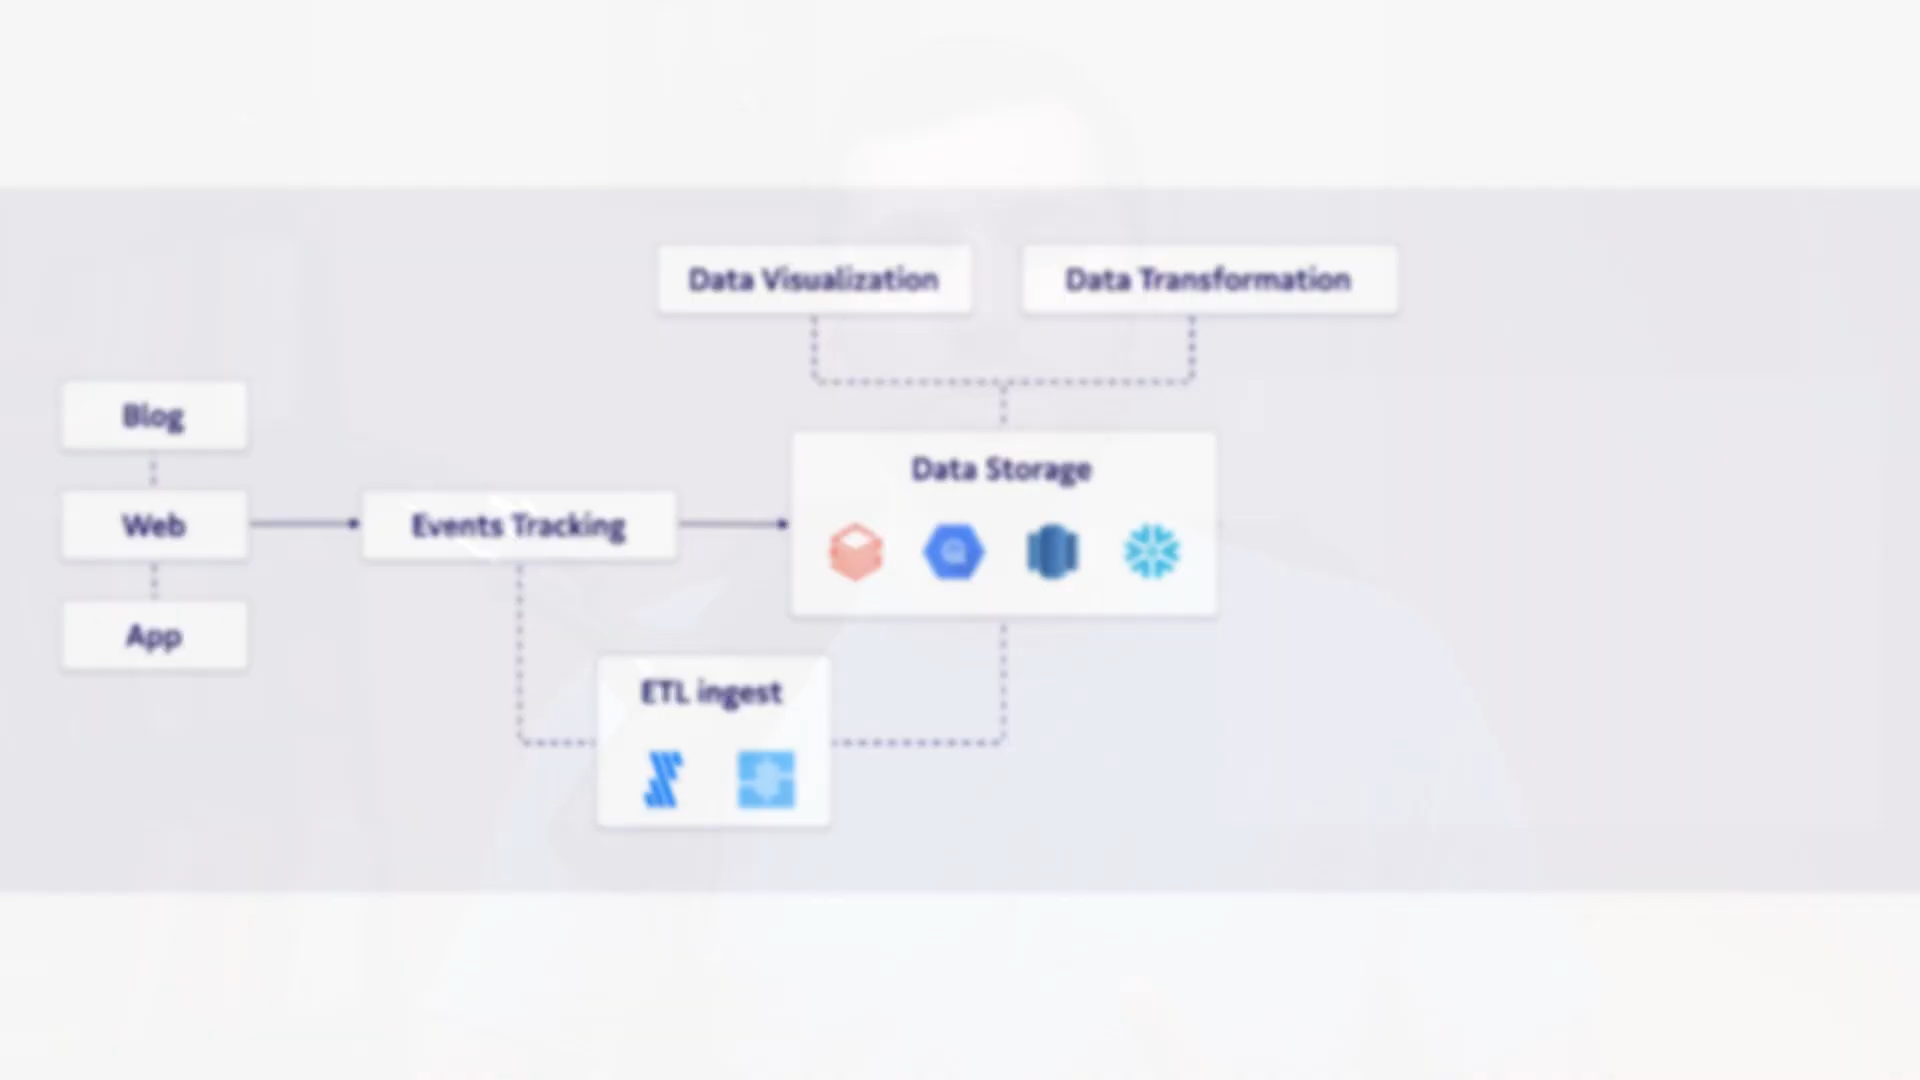 Data Visualization
Data Transformation
Blog
Data Storage
Web
Events Tracking
App
ETL ingest